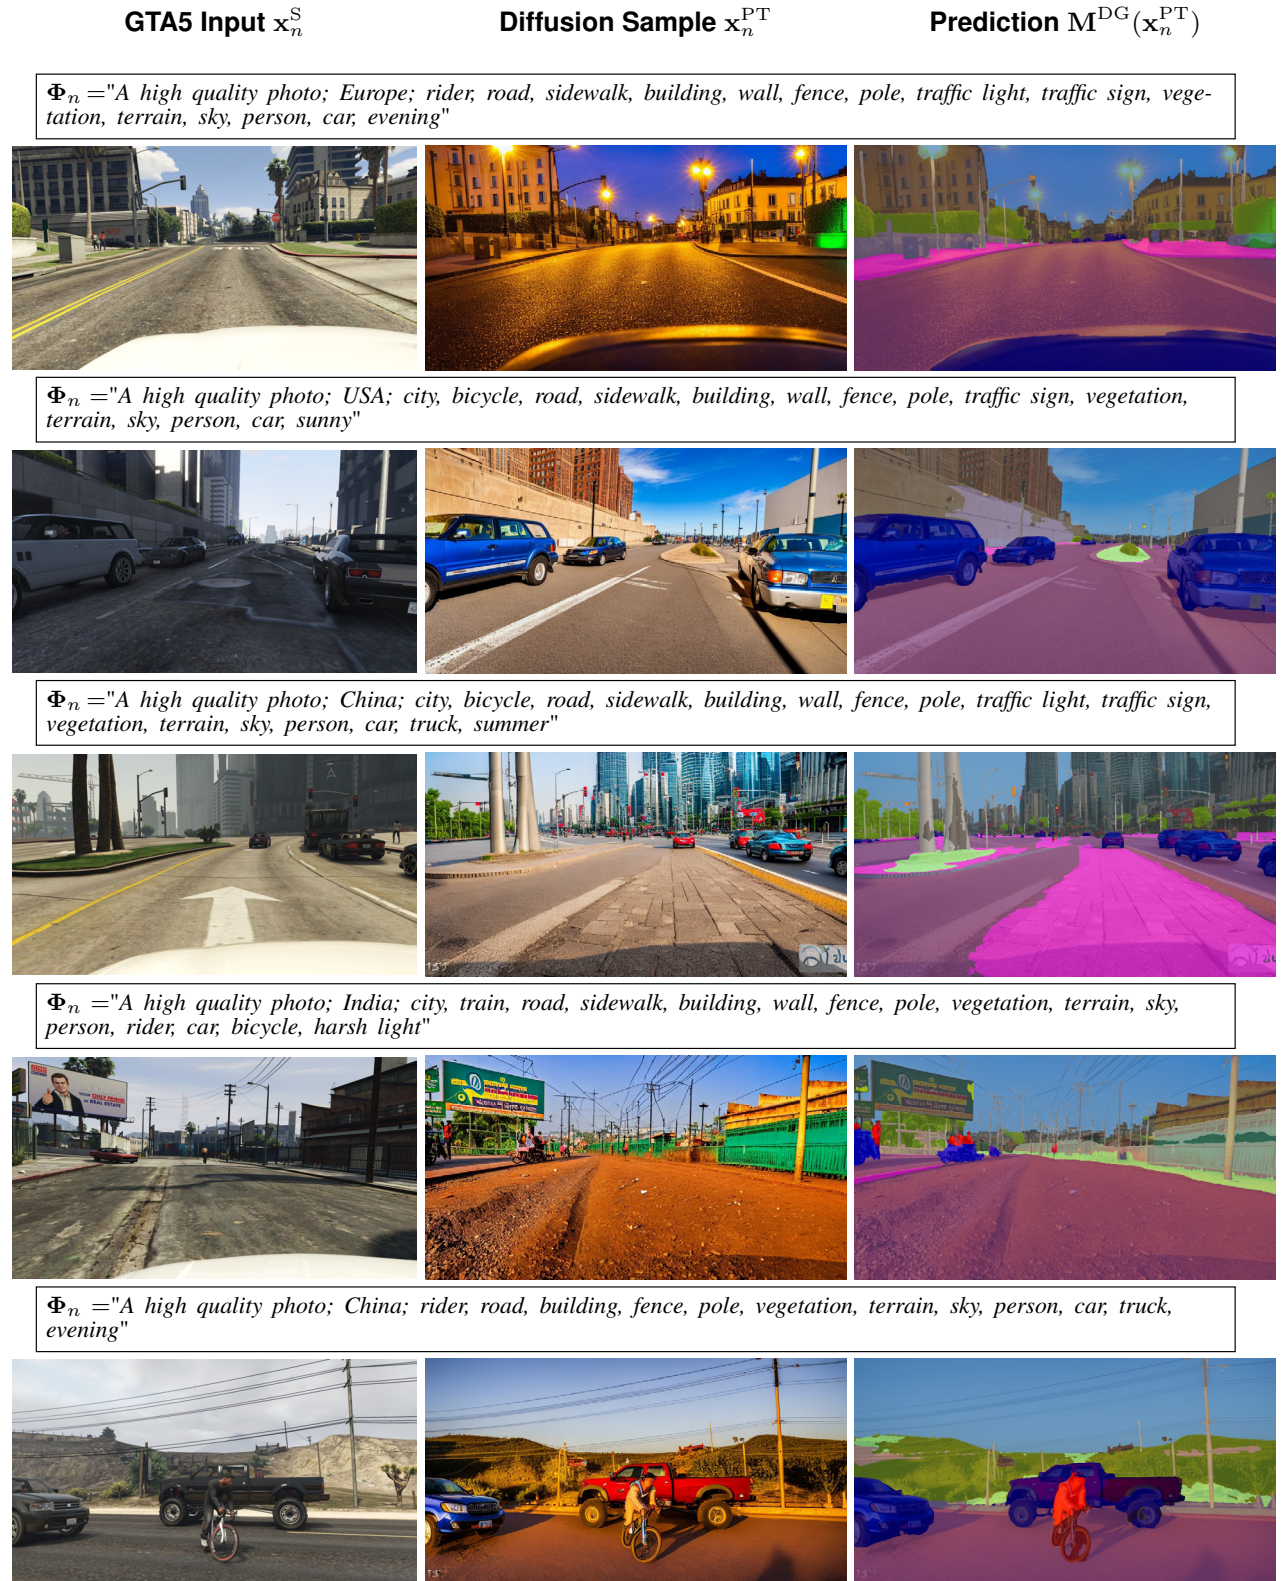 GTA5 Input x_n^S
Diffusion Sample x_n^PT
Prediction M^DG(x_n^PT)
Φ_n ="A high quality photo; Europe; rider, road, sidewalk, building, wall, fence, pole, traffic light, traffic sign, vege-
tation, terrain, sky, person, car, evening"
Φ_n ="A high quality photo; USA; city, bicycle, road, sidewalk, building, wall, fence, pole, traffic sign, vegetation,
terrain, sky, person, car, sunny"
Φ_n ="A high quality photo; China; city, bicycle, road, sidewalk, building, wall, fence, pole, traffic light, traffic sign,
vegetation, terrain, sky, person, car, truck, summer"
Φ_n ="A high quality photo; India; city, train, road, sidewalk, building, wall, fence, pole, vegetation, terrain, sky,
person, rider, car, bicycle, harsh light"
YOUR ONLY FRIEND
IN REAL ESTATE
Φ_n ="A high quality photo; China; rider, road, building, fence, pole, vegetation, terrain, sky, person, car, truck,
evening"